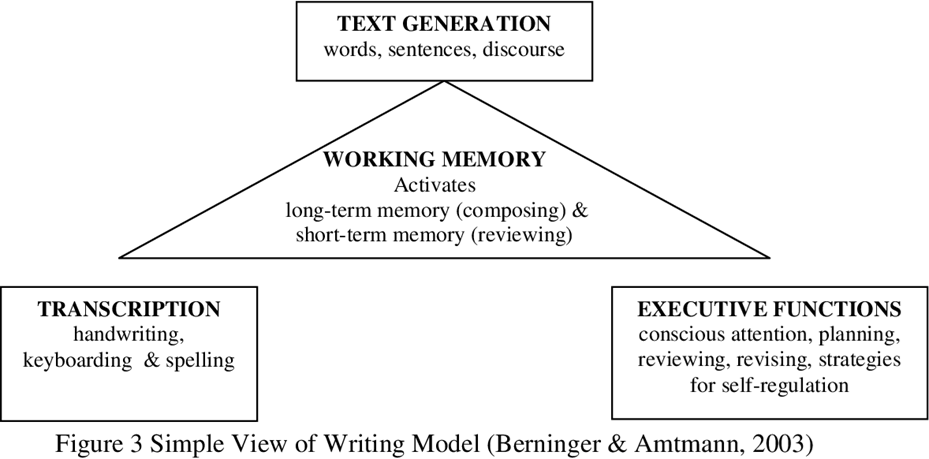 TEXT GENERATION
words, sentences, discourse
WORKING MEMORY
Activates
long-term memory (composing) &
short-term memory (reviewing)
TRANSCRIPTION
handwriting,
keyboarding & spelling
EXECUTIVE FUNCTIONS
conscious attention, planning,
reviewing, revising, strategies
for self-regulation
Figure 3 Simple View of Writing Model (Berninger & Amtmann, 2003)